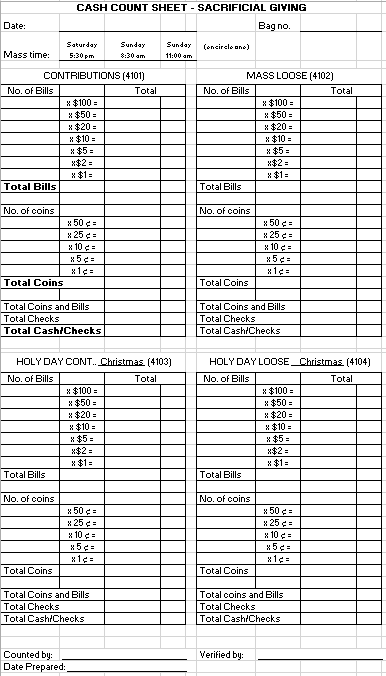 CASH COUNT SHEET - SACRIFICIAL GIVING
Date: Bag no.
Saturday Sunday Sunday
Mass time: 5:30pm 8:30 am 11:00 am (encircle one)
CONTRIBUTIONS (4101)
No. of Bills Total
x $100 =
x $50 =
x $20 =
x $10 =
x $5 =
x $2 =
x $1 =
Total Bills
No. of coins
x 50 ¢ =
x 25 ¢ =
x 10 ¢ =
x 5 ¢ =
x 1 ¢ =
Total Coins
Total Coins and Bills
Total Checks
Total Cash/Checks
MASS LOOSE (4102)
No. of Bills Total
x $100 =
x $50 =
x $20 =
x $10 =
x $5 =
x $2 =
x $1 =
Total Bills
No. of coins
x 50 ¢ =
x 25 ¢ =
x 10 ¢ =
x 5 ¢ =
x 1 ¢ =
Total Coins
Total Coins and Bills
Total Checks
Total Cash/Checks
HOLY DAY CONT.. Christmas (4103)
No. of Bills Total
x $100 =
x $50 =
x $20 =
x $10 =
x $5 =
x $2 =
x $1 =
Total Bills
No. of coins
x 50 ¢ =
x 25 ¢ =
x 10 ¢ =
x 5 ¢ =
x 1 ¢ =
Total Coins
Total Coins and Bills
Total Checks
Total Cash/Checks
HOLY DAY LOOSE Christmas (4104)
No. of Bills Total
x $100 =
x $50 =
x $20 =
x $10 =
x $5 =
x $2 =
x $1 =
Total Bills
No. of coins
x 50 ¢ =
x 25 ¢ =
x 10 ¢ =
x 5 ¢ =
x 1 ¢ =
Total Coins
Total coins and Bills
Total Checks
Total Cash/Checks
Counted by: Verified by:
Date Prepared: